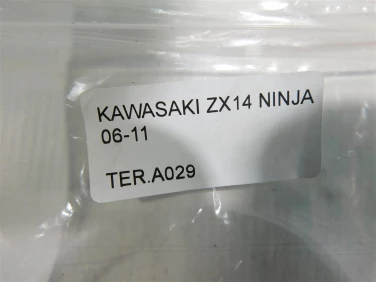 KAWASAKI ZX14 NINJA
06-11
TER.A029